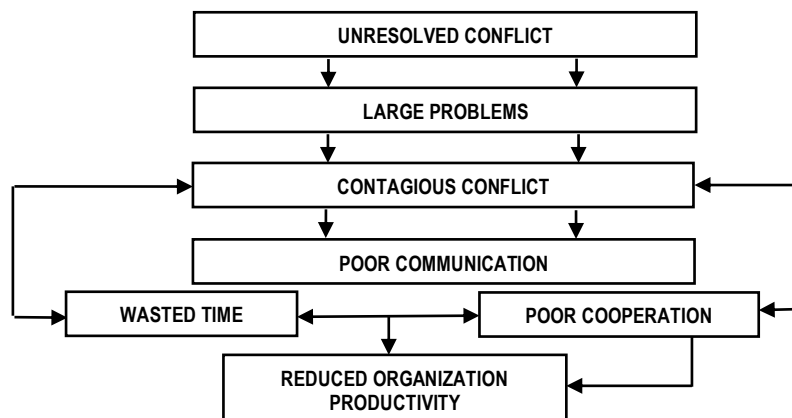 UNRESOLVED CONFLICT
LARGE PROBLEMS
CONTAGIOUS CONFLICT
POOR COMMUNICATION
WASTED TIME
POOR COOPERATION
REDUCED ORGANIZATION
PRODUCTIVITY